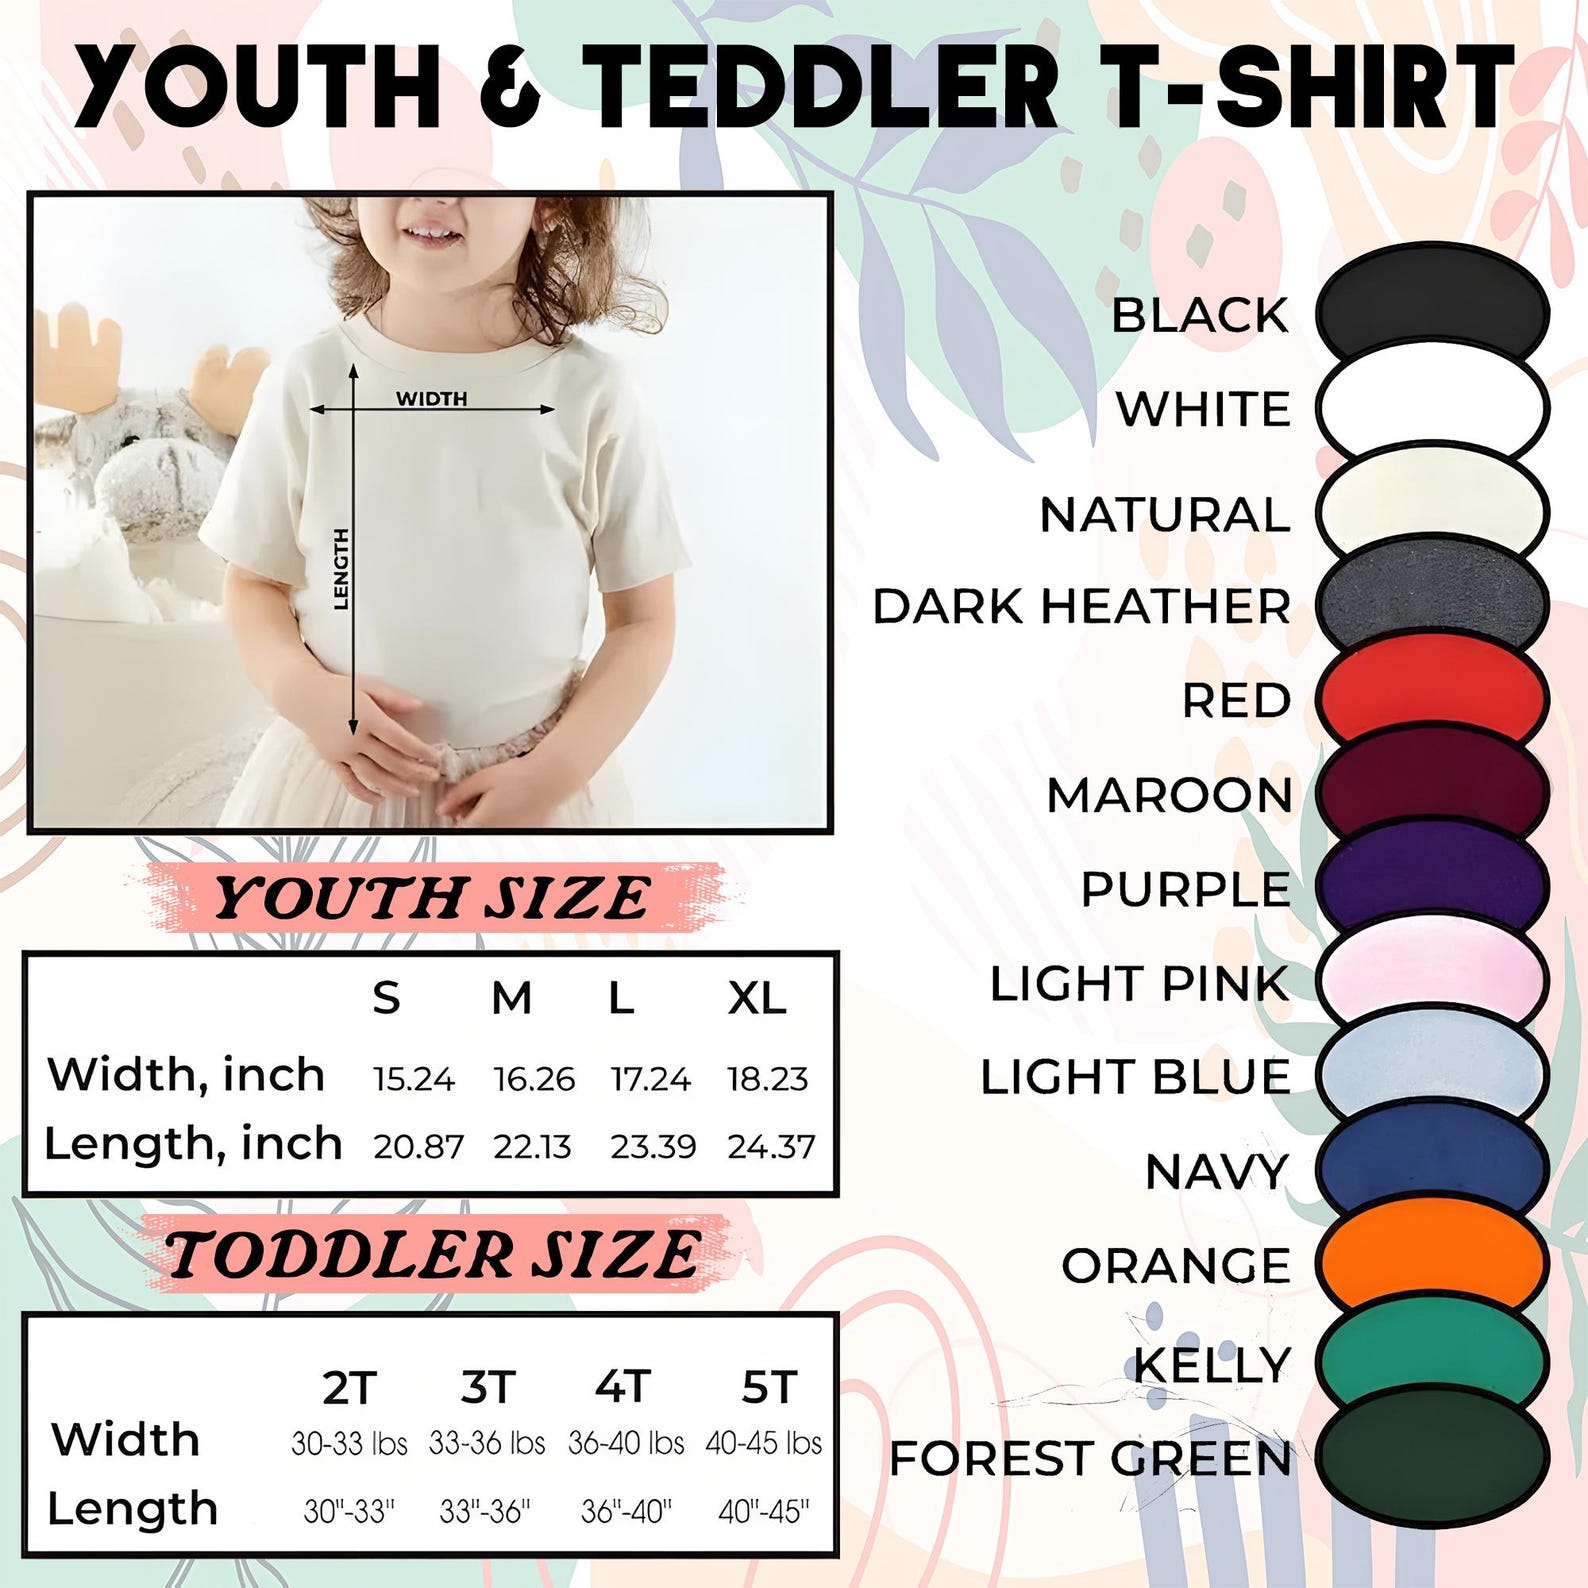 YOUTH & TEDDLER T-SHIRT
WIDTH
LENGTH
YOUTH SIZE
S M L XL
Width, inch 15.24 16.26 17.24 18.23
Length, inch 20.87 22.13 23.39 24.37
TODDLER SIZE
2T 3T 4T 5T
Width 30-33 lbs 33-36 lbs 36-40 lbs 40-45 lbs
Length 30"-33" 33"-36" 36"-40" 40"-45"
BLACK
WHITE
NATURAL
DARK HEATHER
RED
MAROON
PURPLE
LIGHT PINK
LIGHT BLUE
NAVY
ORANGE
KELLY
FOREST GREEN